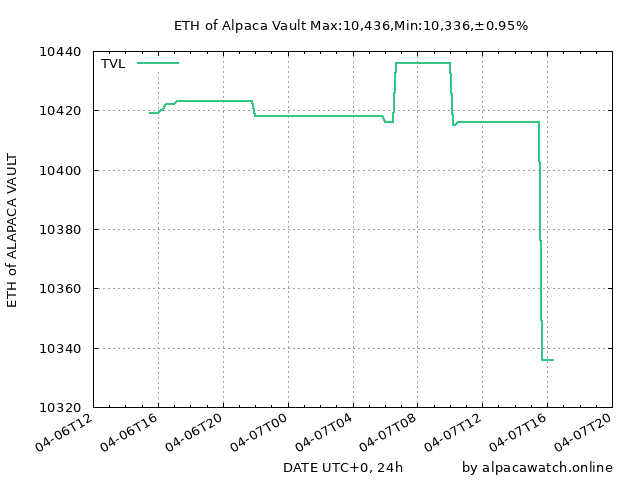 ETH of Alpaca Vault Max:10,436,Min:10,336,±0.95%
TVL
10440
10420
10400
10380
10360
10340
10320
ETH of ALAPACA VAULT
04-06T12
04-06T16
04-06T20
04-07T00
04-07T04
04-07T08
04-07T12
04-07T16
04-07T20
DATE UTC+0, 24h
by alpacawatch.online